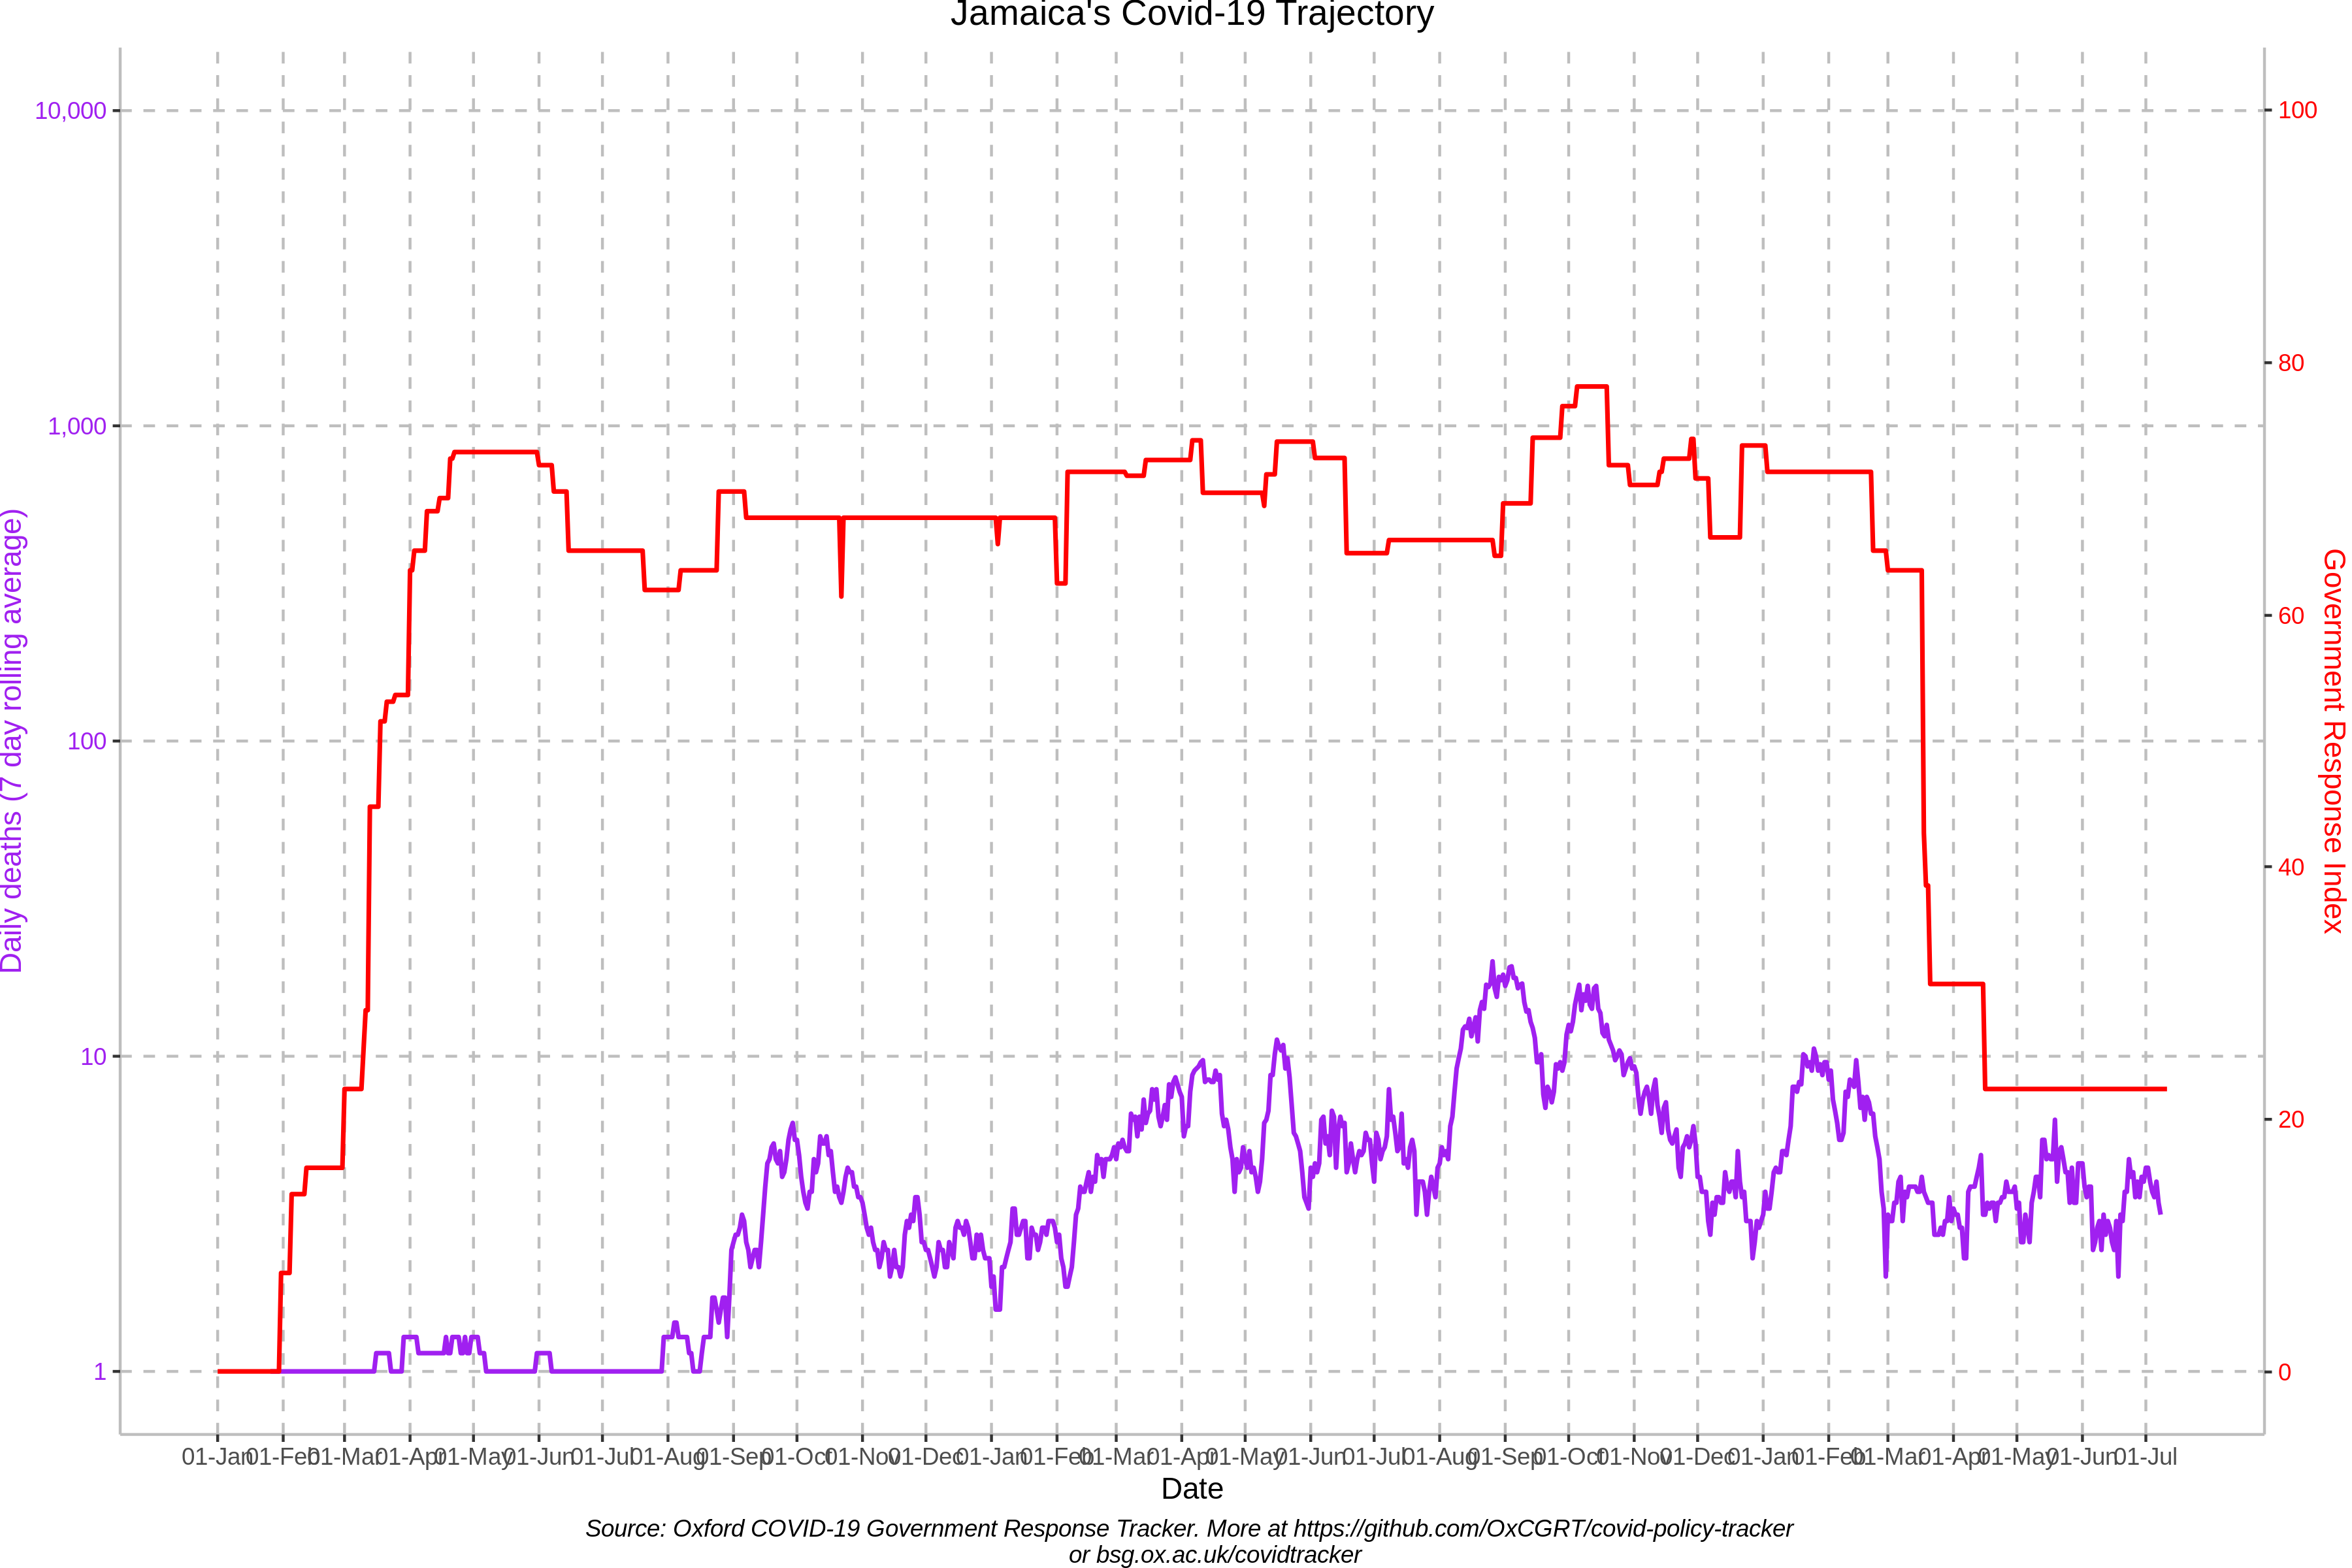 Jamaica's Covid-19 Trajectory
10,000
1,000
100
10
1
Daily deaths (7 day rolling average)
100
80
60
40
20
0
Government Response Index
01-Jan 01-Feb 01-Mar 01-Apr 01-May 01-Jun 01-Jul 01-Aug 01-Sep 01-Oct 01-Nov 01-Dec 01-Jan 01-Feb 01-Mar 01-Apr 01-May 01-Jun 01-Jul 01-Aug 01-Sep 01-Oct 01-Nov 01-Dec 01-Jan 01-Feb 01-Mar 01-Apr 01-May 01-Jun 01-Jul
Date
Source: Oxford COVID-19 Government Response Tracker. More at https://github.com/OxCGRT/covid-policy-tracker
or bsg.ox.ac.uk/covidtracker